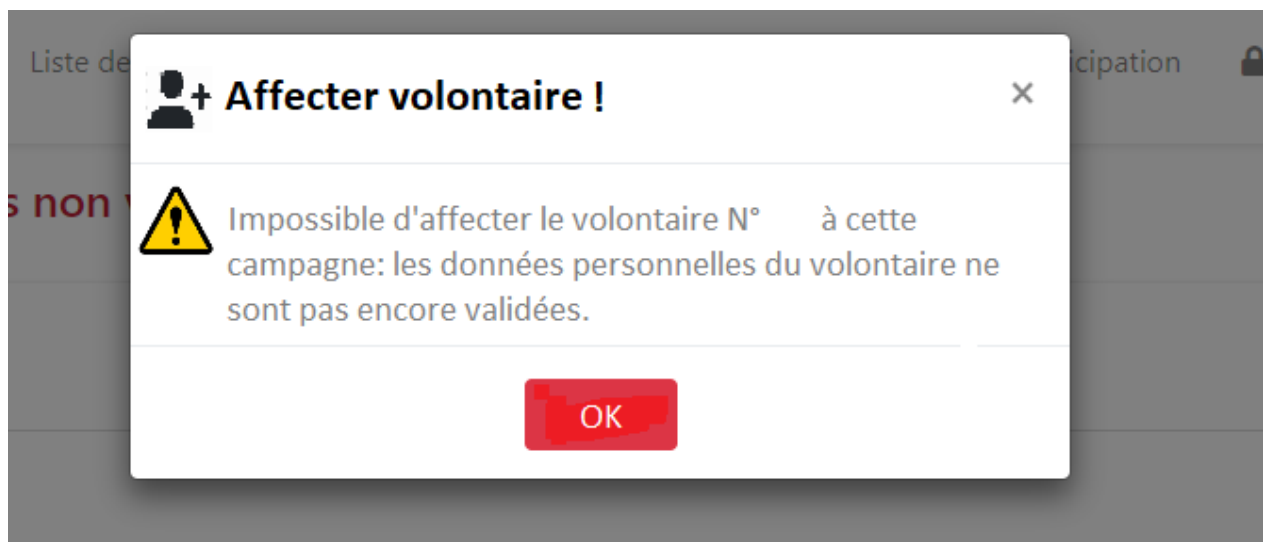 Liste de
icipation
Affecter volontaire !
×
s non
Impossible d'affecter le volontaire N° à cette
campagne: les données personnelles du volontaire ne
sont pas encore validées.
OK